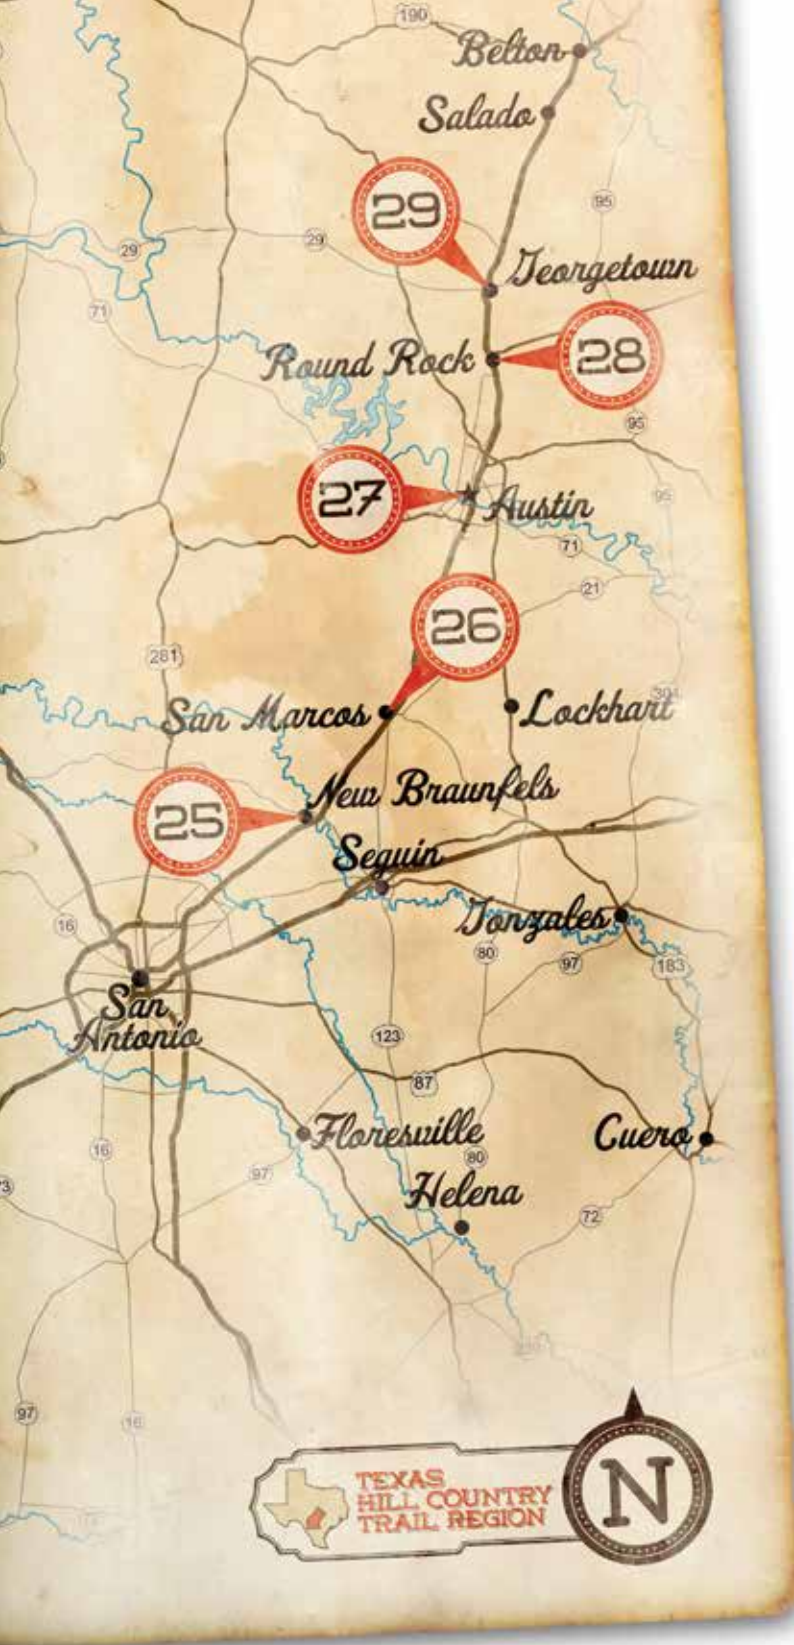 190
Belton
Salado
95
29
29
29
Georgetown
71
Round Rock
28
95
27
Austin
95
71
21
26
281
304
San Marcos
Lockhart
New Braunfels
25
Seguin
16
Gonzales
80
97
183
San
Antonio
123
87
Floresville
Cuero
16
80
97
Helena
72
239
97
16
TEXAS
HILL COUNTRY
TRAIL REGION
N